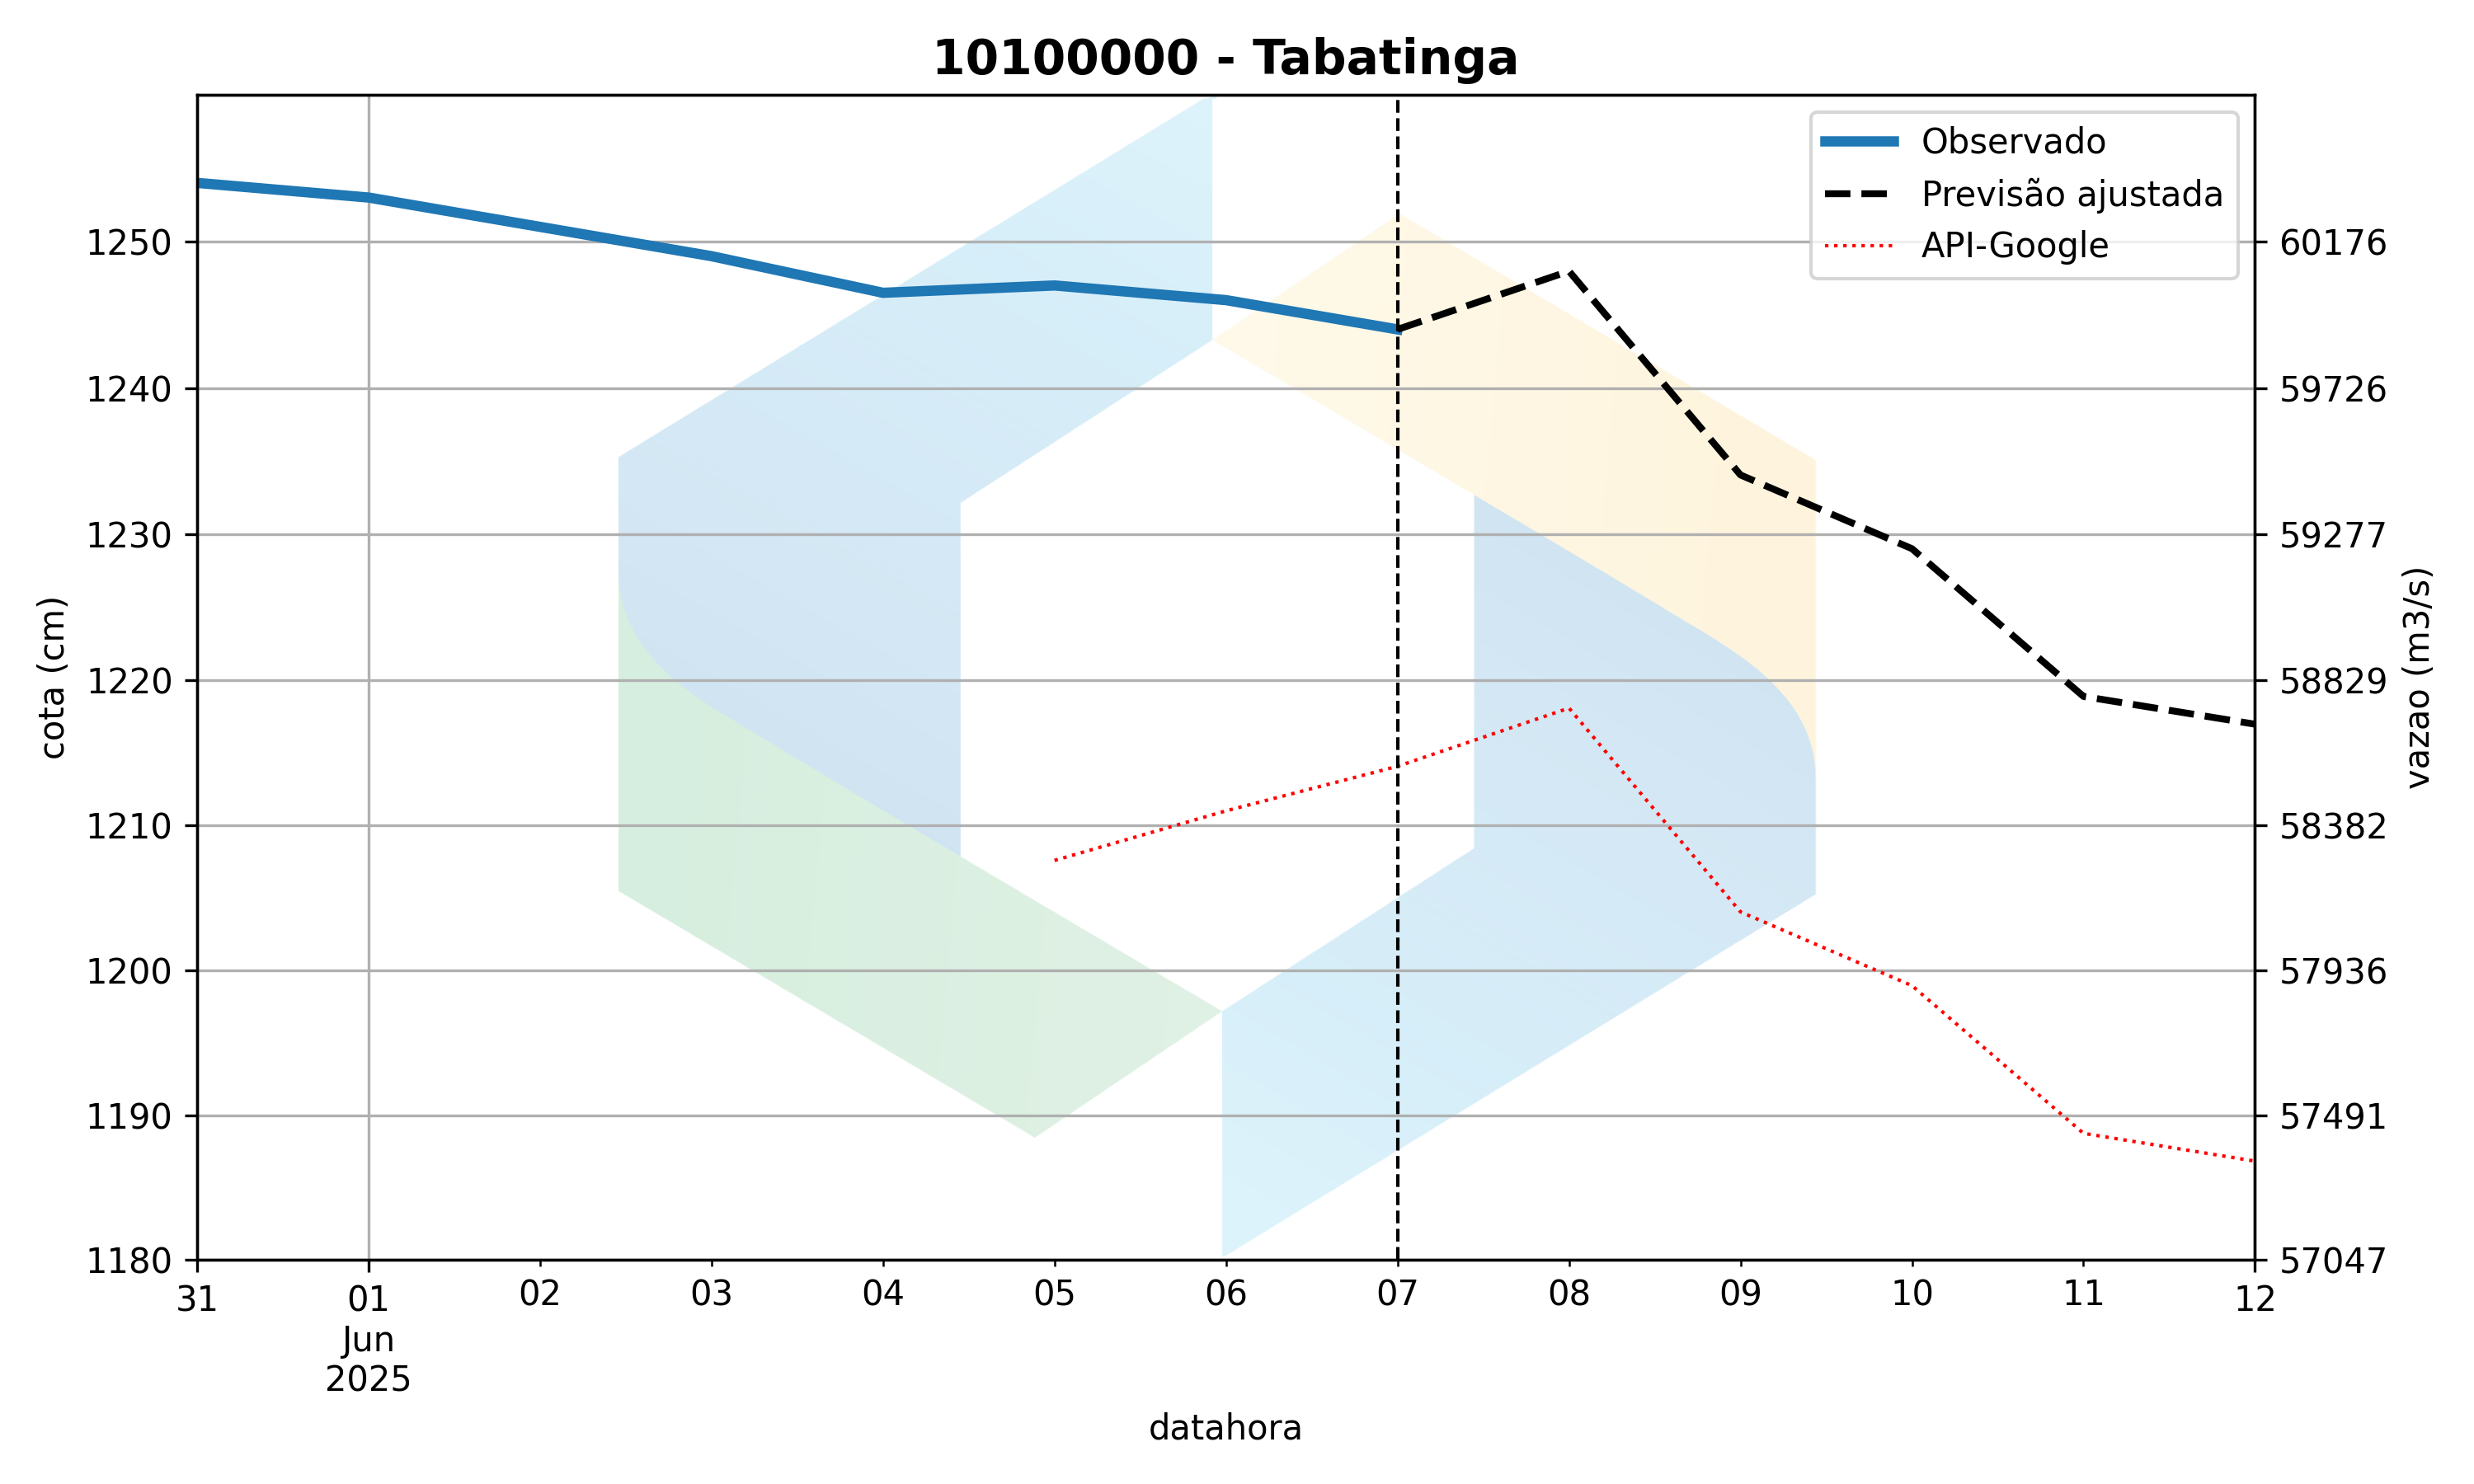 10100000 - Tabatinga
Observado
Previsão ajustada
API-Google
1250
1240
1230
1220
1210
1200
1190
1180
cota (cm)
60176
59726
59277
58829
58382
57936
57491
57047
vazao (m3/s)
31 01 02 03 04 05 06 07 08 09 10 11 12
Jun
2025
datahora